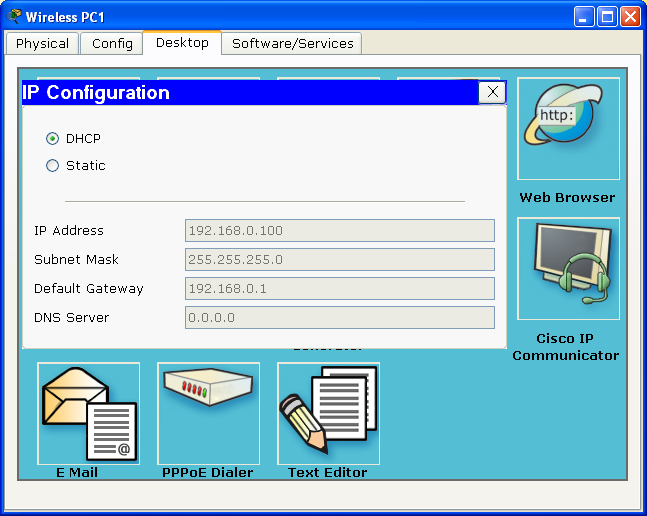 Wireless PC1
Physical Config Desktop Software/Services
IP Configuration X
DHCP
Static
IP Address 192.168.0.100
Subnet Mask 255.255.255.0
Default Gateway 192.168.0.1
DNS Server 0.0.0.0
http:
Web Browser
Cisco IP
Communicator
@
E Mail PPPoE Dialer Text Editor